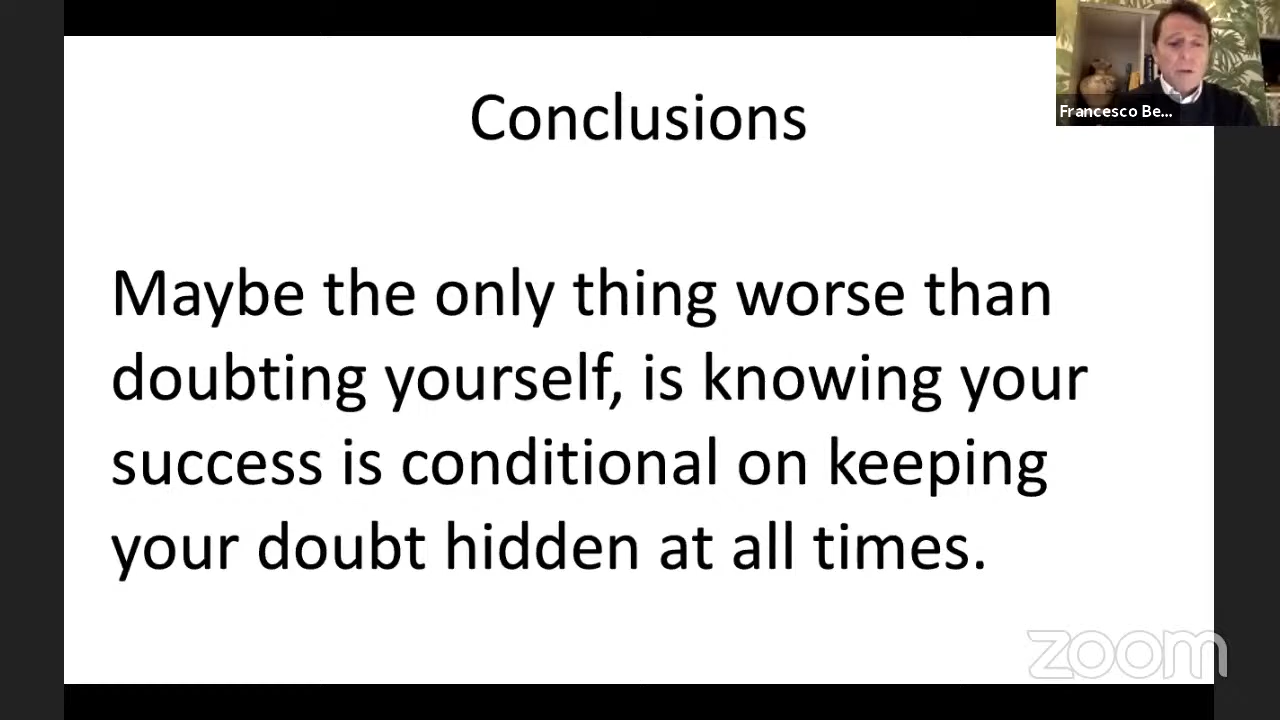 Conclusions
Francesco Be...
Maybe the only thing worse than
doubting yourself, is knowing your
success is conditional on keeping
your doubt hidden at all times.
zoom